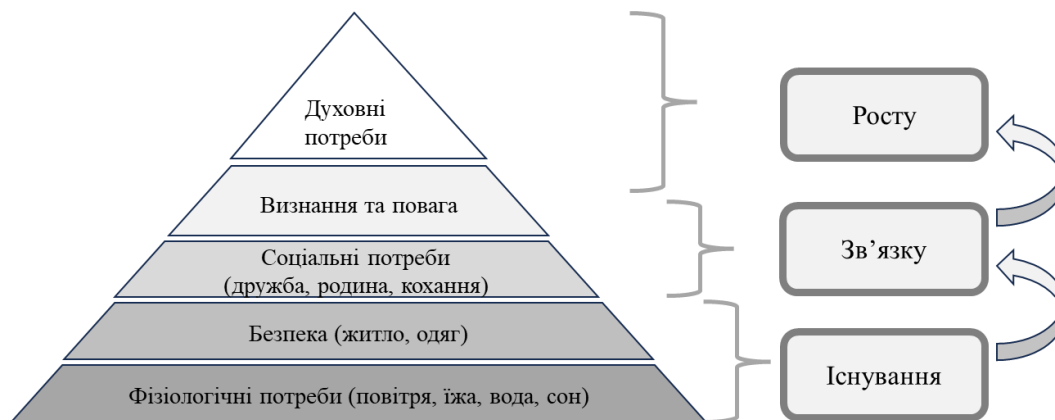 Духовні
потреби
Визнання та повага
Соціальні потреби
(дружба, родина, кохання)
Безпека (житло, одяг)
Фізіологічні потреби (повітря, їжа, вода, сон)
Росту
Зв’язку
Існування